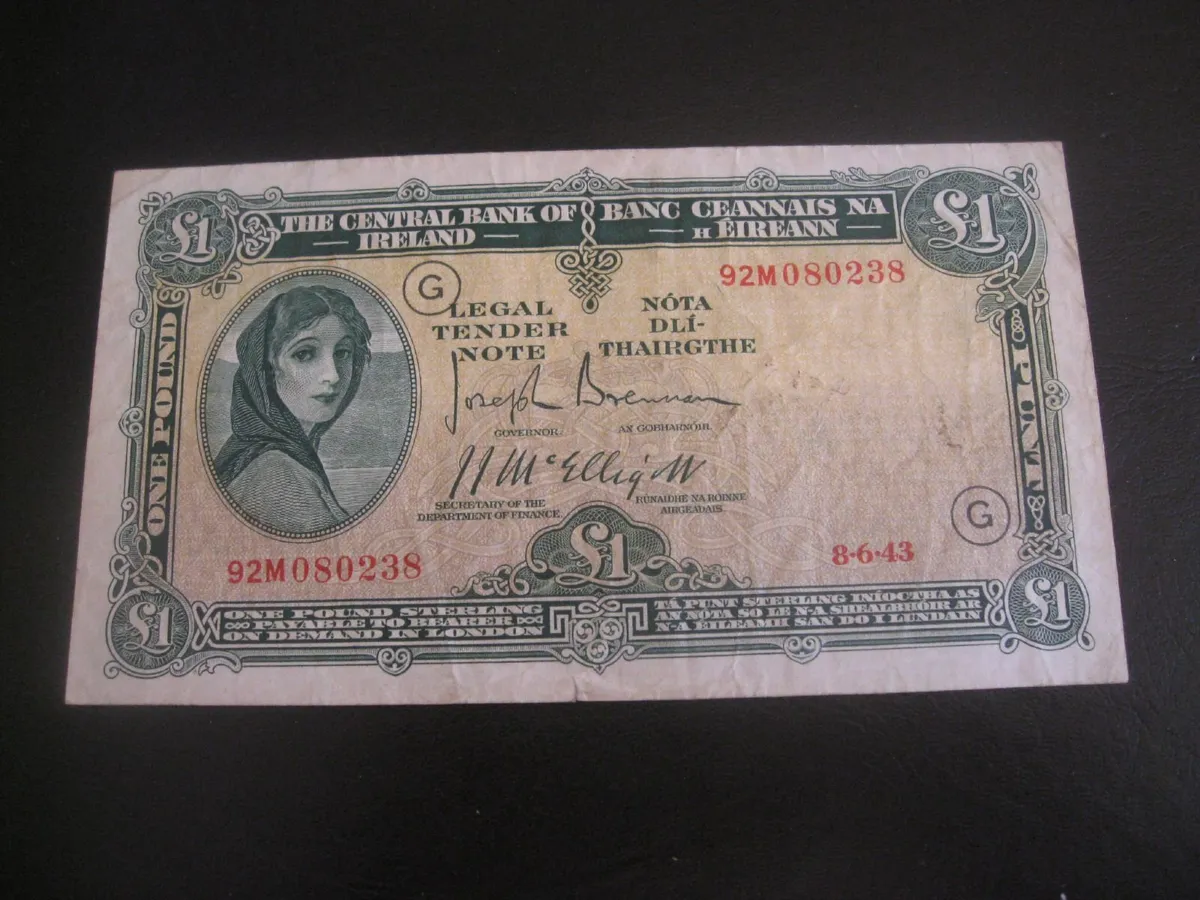 £1
THE CENTRAL BANK OF
IRELAND
BANC CEANNAIS NA
H ÉIREANN
£1
92M080238
G
LEGAL
TENDER
NOTE
NÓTA
DLÍ-
THAIRGTHE
ONE POUND
Joseph Brennan
GOVERNOR.
AN GOBHARNÓIR.
J J McElligott
SECRETARY OF THE
DEPARTMENT OF FINANCE.
RÚNAIDHE NA ROINNE
AIRGEADAIS.
G
92M080238
£1
8·6·43
£1
ONE POUND STERLING
PAYABLE TO BEARER
ON DEMAND IN LONDON
TÁ PUNT STERLING INÍOCTHA AS
AN NÓTA SO LE N-A SHEALBHÓIR AR
N-A ÉILEAMH SAN DO I LUNDAIN
£1